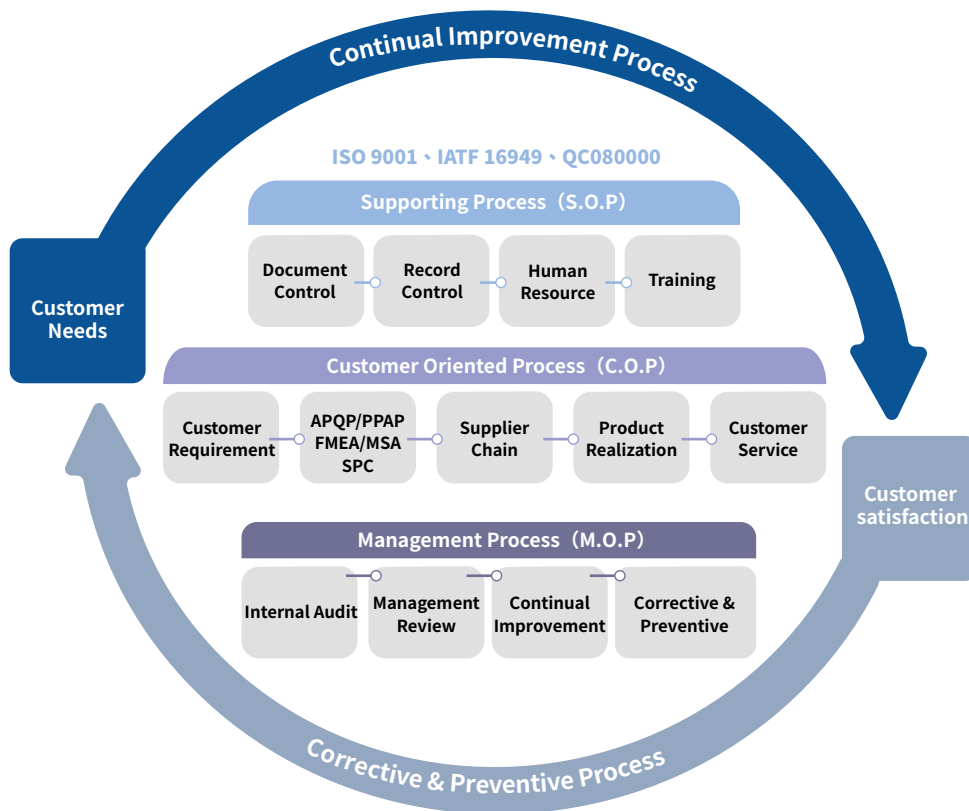 Continual Improvement Process
ISO 9001、IATF 16949、QC080000
Supporting Process（S.O.P）
Document
Control
Record
Control
Human
Resource
Training
Customer
Needs
Customer Oriented Process（C.O.P）
Customer
Requirement
APQP/PPAP
FMEA/MSA
SPC
Supplier
Chain
Product
Realization
Customer
Service
Customer
satisfaction
Management Process（M.O.P）
Internal Audit
Management
Review
Continual
Improvement
Corrective &
Preventive
Corrective & Preventive Process